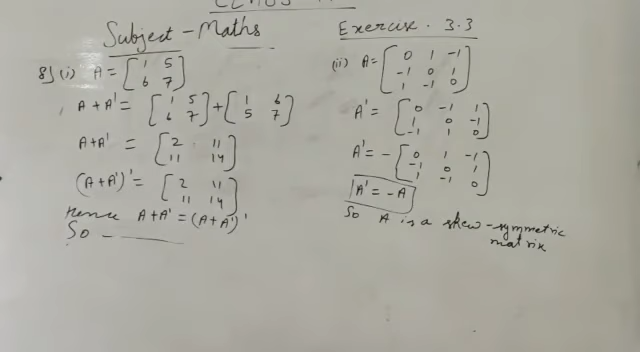 Subject - Maths
Exercise . 3.3
8) (i) A = [1 5
6 7]
A + A' = [1 5
6 7] + [1 6
5 7]
A+A' = [2 11
11 14]
(A+A')' = [2 11
11 14]
Hence A+A' = (A+A')'
So
(ii) A = [0 1 -1
-1 0 1
1 -1 0]
A' = [0 -1 1
1 0 -1
-1 1 0]
A' = - [0 1 -1
-1 0 1
1 -1 0]
A' = -A
So A is a skew-symmetric
matrix